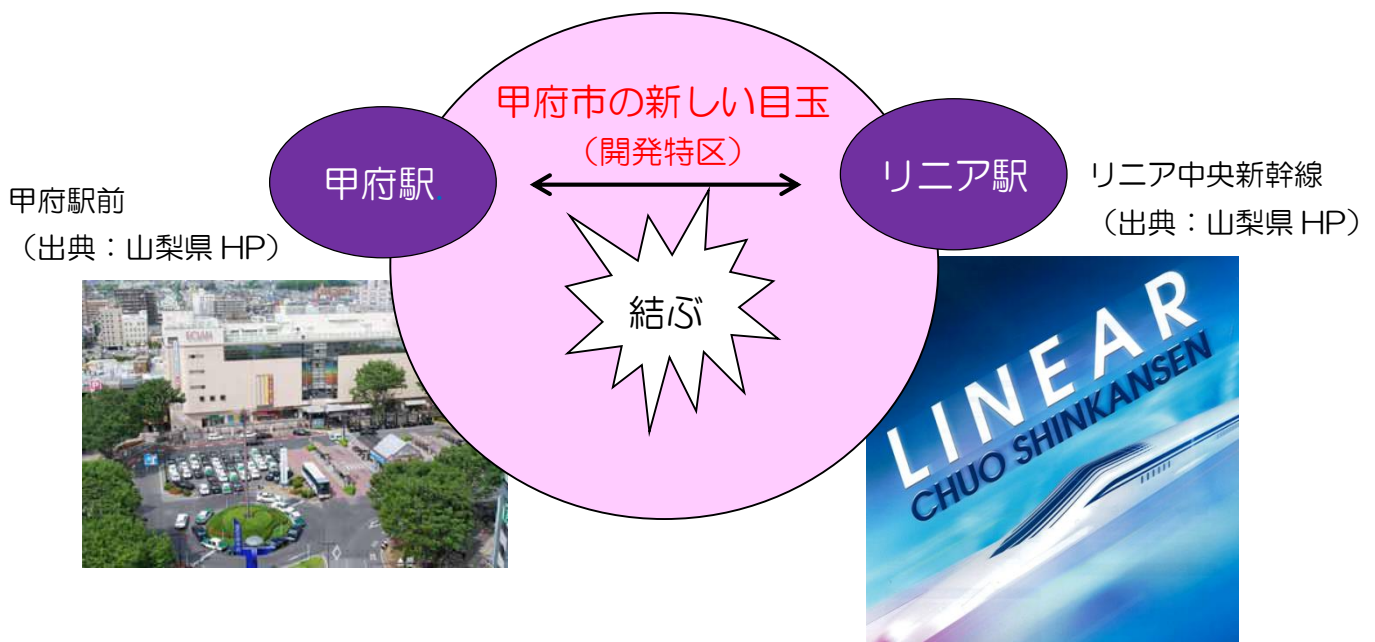 甲府市の新しい目玉
（開発特区）
甲府駅
リニア駅
甲府駅前
（出典：山梨県 HP）
リニア中央新幹線
（出典：山梨県 HP）
結ぶ
ECRAN
LINEAR
CHUO SHINKANSEN